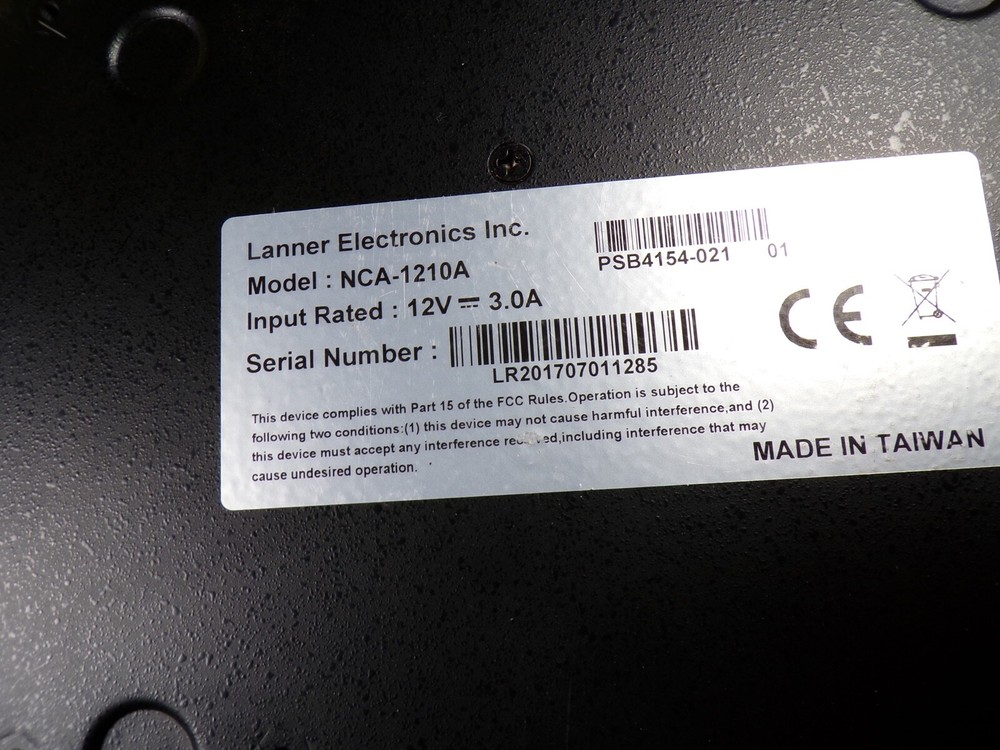 Lanner Electronics Inc.
PSB4154-021 01
Model : NCA-1210A
Input Rated : 12V 3.0A
Serial Number :
LR201707011285
CE
This device complies with Part 15 of the FCC Rules.Operation is subject to the
following two conditions:(1) this device may not cause harmful interference,and (2)
this device must accept any interference ,including interference that may
cause undesired operation.
MADE IN TAIWAN